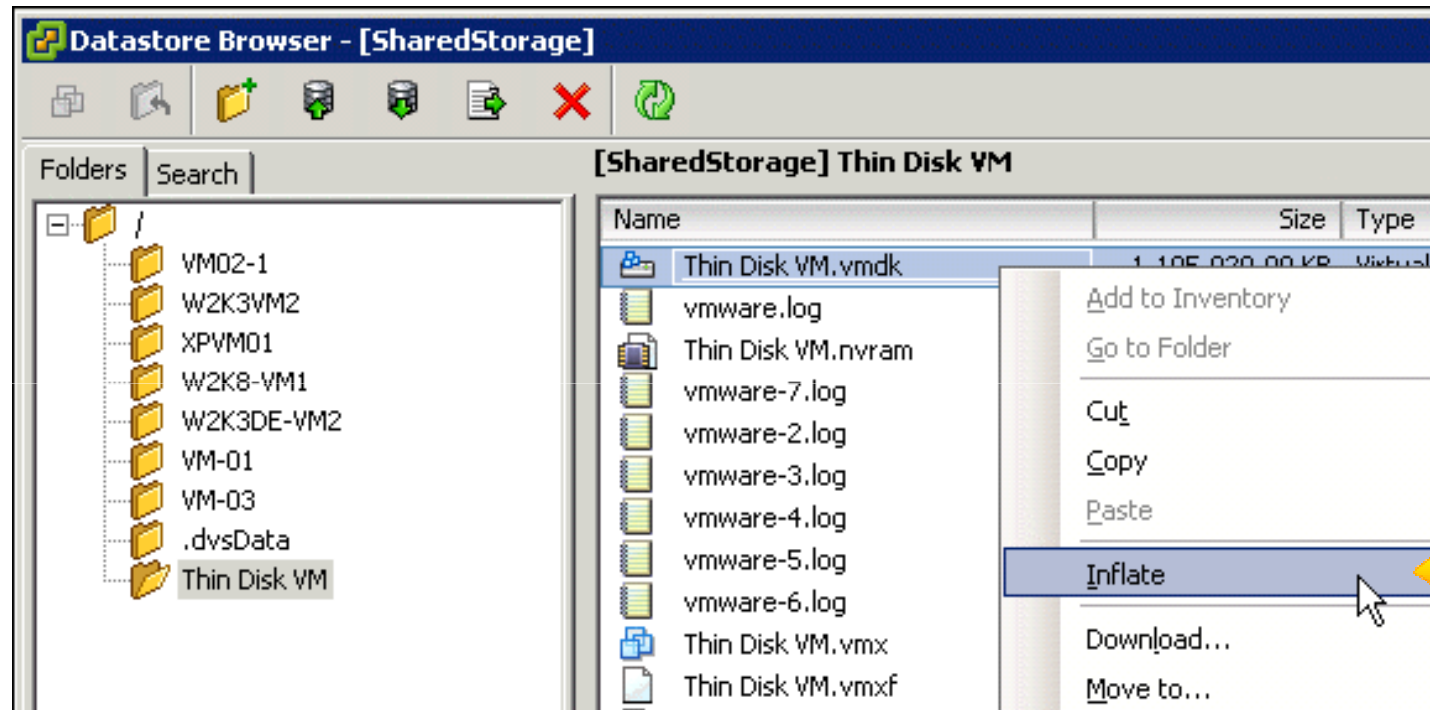 Datastore Browser - [SharedStorage]
Folders
Search
[SharedStorage] Thin Disk VM
/
VM02-1
W2K3VM2
XPVM01
W2K8-VM1
W2K3DE-VM2
VM-01
VM-03
.dvsData
Thin Disk VM
Name Size Type
Thin Disk VM.vmdk
vmware.log
Thin Disk VM.nvram
vmware-7.log
vmware-2.log
vmware-3.log
vmware-4.log
vmware-5.log
vmware-6.log
Thin Disk VM.vmx
Thin Disk VM.vmxf
Add to Inventory
Go to Folder
Cut
Copy
Paste
Inflate
Download...
Move to...